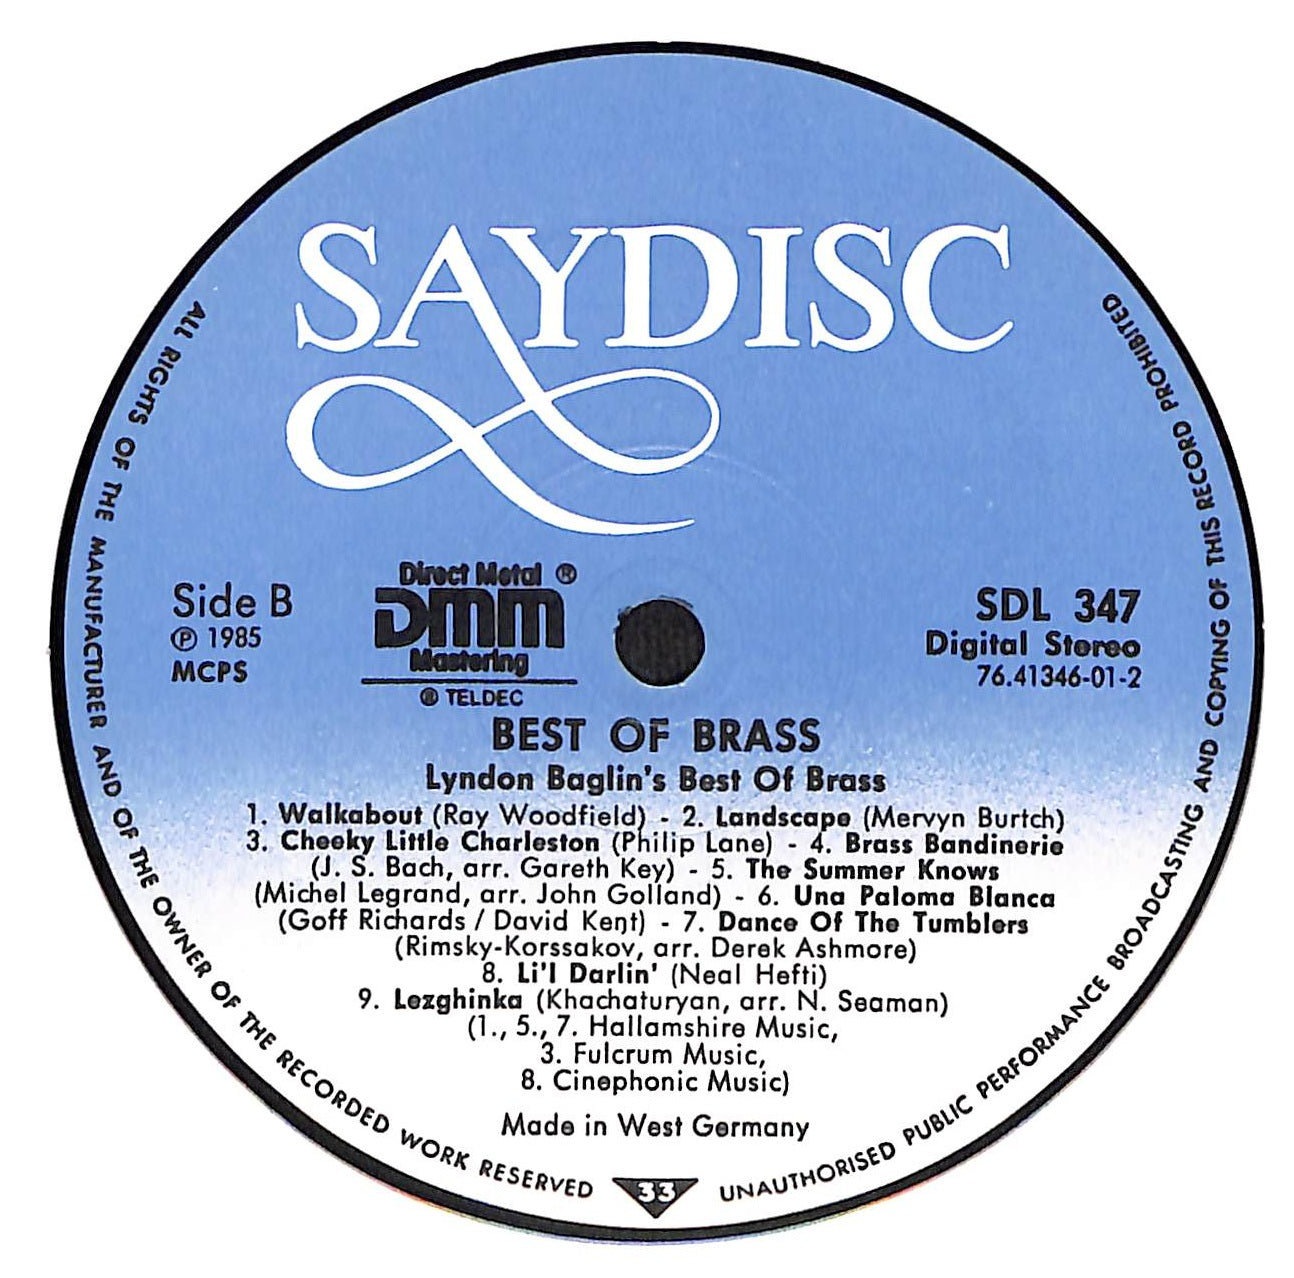 SAYDISC
Side B
Ⓟ 1985
MCPS
Direct Metal ®
DMM
Mastering
® TELDEC
SDL 347
Digital Stereo
76.41346-01-2
BEST OF BRASS
Lyndon Baglin's Best Of Brass
1. Walkabout (Ray Woodfield) - 2. Landscape (Mervyn Burtch)
3. Cheeky Little Charleston (Philip Lane) - 4. Brass Bandinerie
(J. S. Bach, arr. Gareth Key) - 5. The Summer Knows
(Michel Legrand, arr. John Golland) - 6. Una Paloma Blanca
(Goff Richards / David Kent) - 7. Dance Of The Tumblers
(Rimsky-Korssakov, arr. Derek Ashmore)
8. Li'l Darlin' (Neal Hefti)
9. Lezghinka (Khachaturyan, arr. N. Seaman)
(1., 5., 7. Hallamshire Music,
3. Fulcrum Music,
8. Cinephonic Music)
Made in West Germany
ALL RIGHTS OF THE MANUFACTURER AND OF THE OWNER OF THE RECORDED WORK RESERVED
33
UNAUTHORISED PUBLIC PERFORMANCE BROADCASTING AND COPYING OF THIS RECORD PROHIBITED